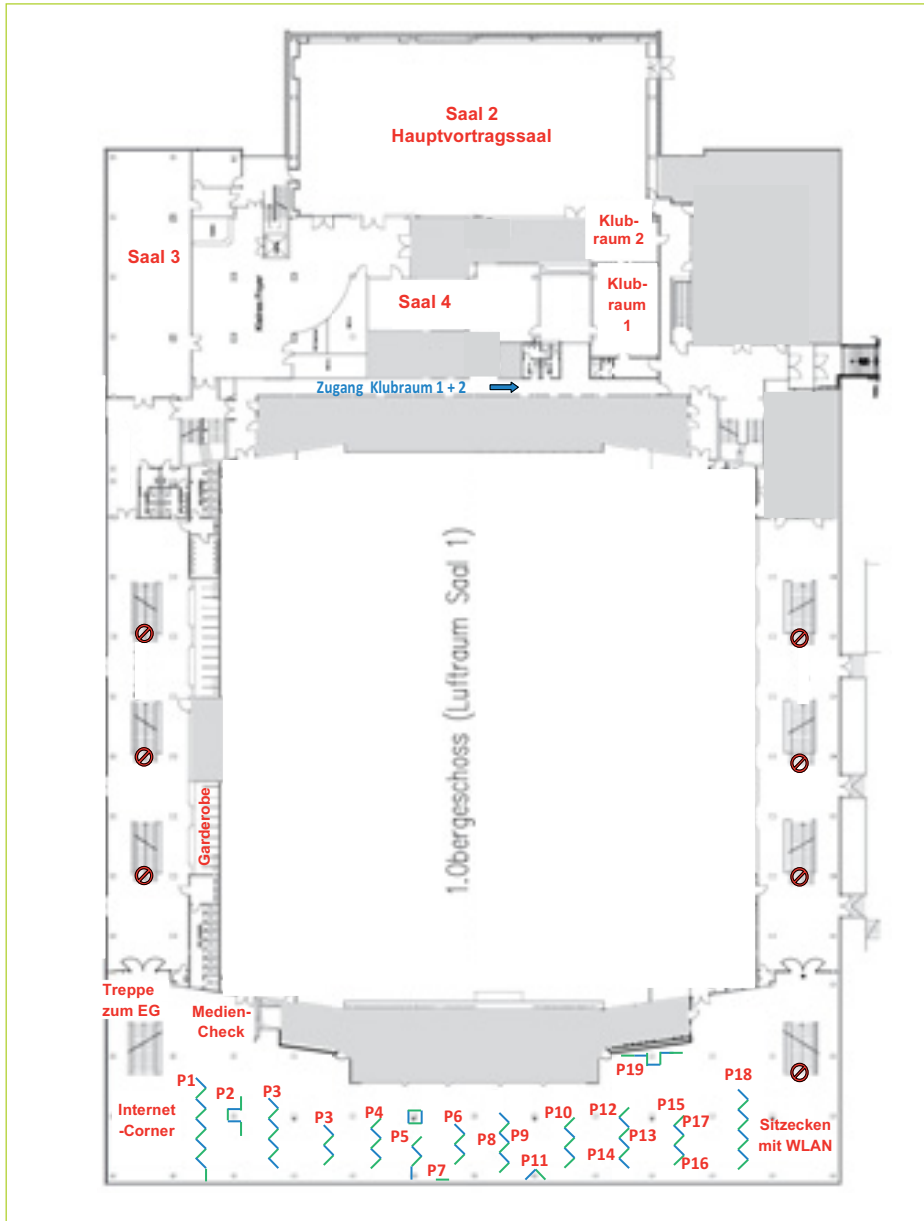 Saal 2
Hauptvortragssaal
Klub-
raum 2
Saal 3
Kleines Foyer
Klub-
raum
1
Saal 4
Zugang Klubraum 1 + 2
1.Obergeschoss (Luftraum Saal 1)
Garderobe
Treppe
zum EG
Medien-
Check
P1
P2
P3
P3
P4
P5
P6
P7
P8
P9
P10
P11
P12
P13
P14
P15
P16
P17
P18
P19
Internet
-Corner
Sitzecken
mit WLAN